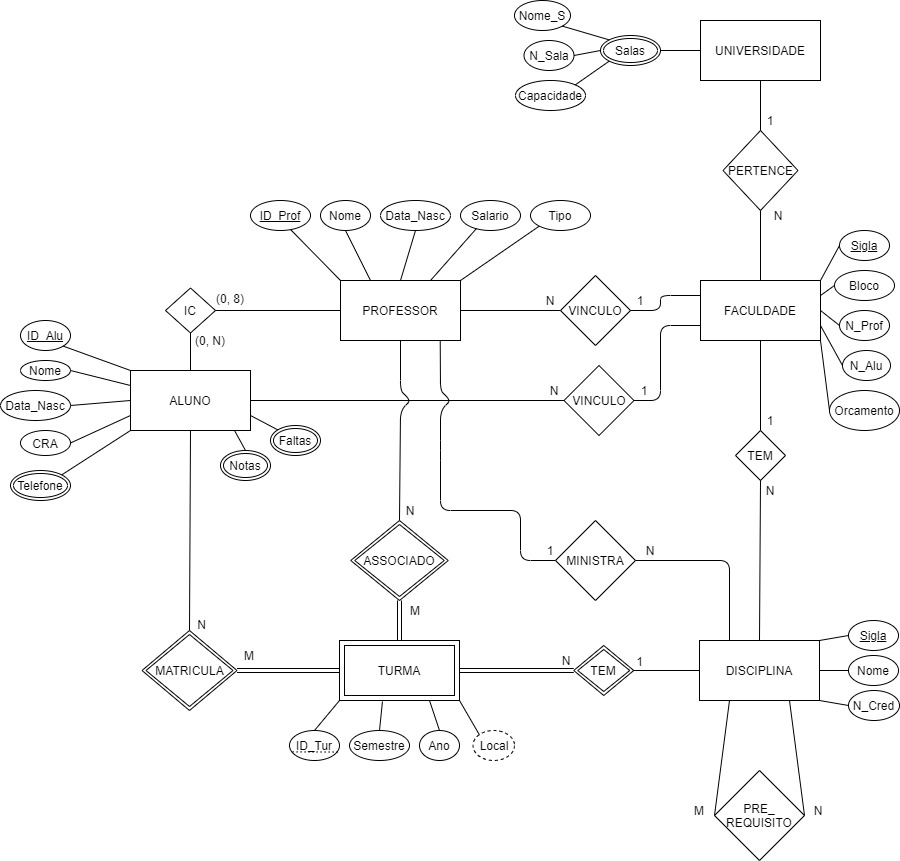 Nome_S
N_Sala
Salas
UNIVERSIDADE
Capacidade
1
PERTENCE
N
ID_Prof
Nome
Data_Nasc
Salario
Tipo
Sigla
Bloco
N_Prof
N_Alu
Orcamento
IC
(0, 8)
(0, N)
PROFESSOR
N
VINCULO
1
FACULDADE
ID_Alu
Nome
Data_Nasc
CRA
Telefone
ALUNO
Faltas
Notas
N
VINCULO
1
1
TEM
N
N
ASSOCIADO
M
1
MINISTRA
N
N
MATRICULA
M
TURMA
N
TEM
1
DISCIPLINA
Sigla
Nome
N_Cred
ID_Tur
Semestre
Ano
Local
M
PRE_
REQUISITO
N